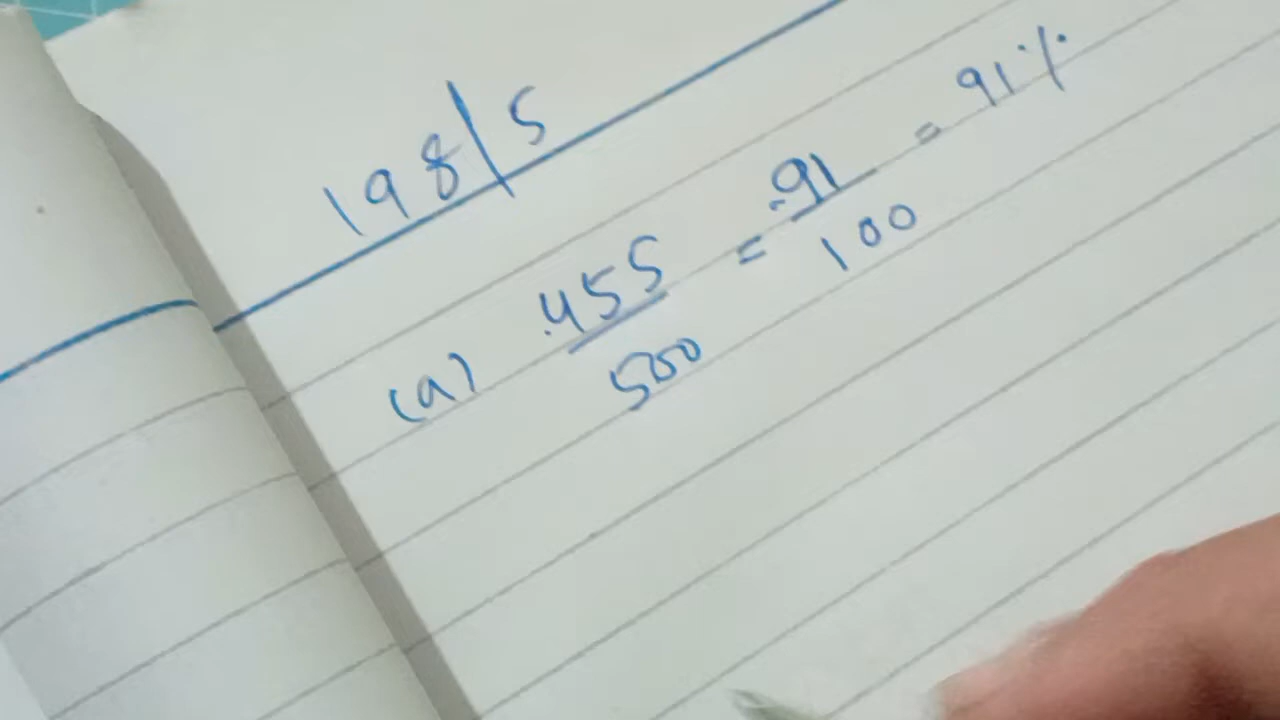 198/5
(a) .455/500 = .91/100 = 91%